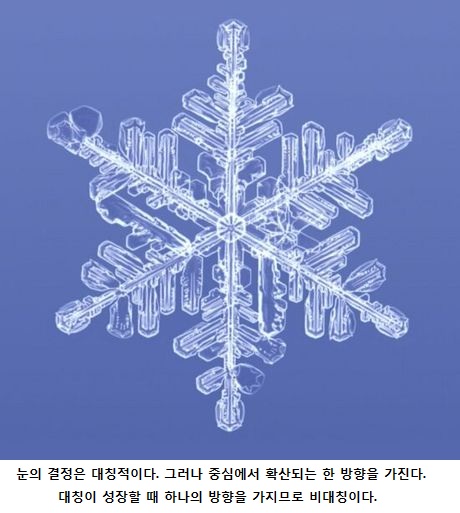 눈의 결정은 대칭적이다. 그러나 중심에서 확산되는 한 방향을 가진다.
대칭이 성장할 때 하나의 방향을 가지므로 비대칭이다.